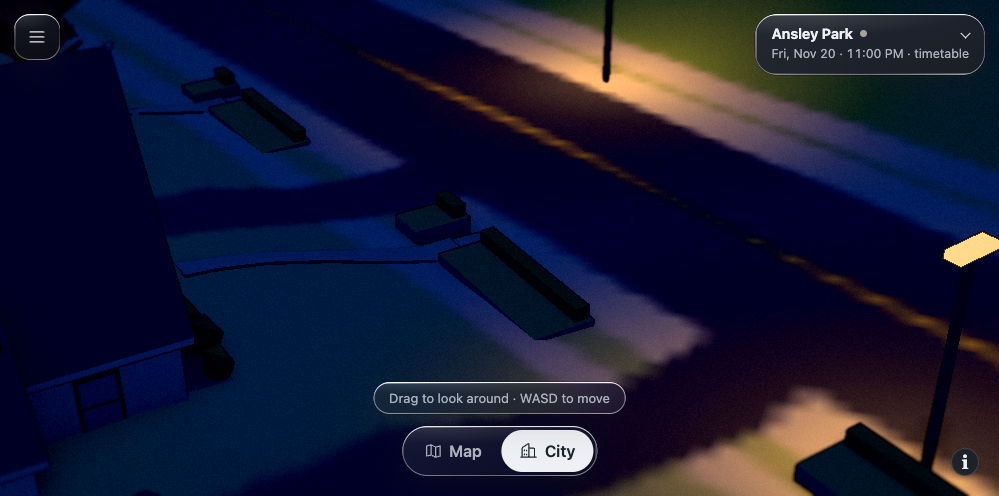 Ansley Park
Fri, Nov 20 · 11:00 PM · timetable
Drag to look around · WASD to move
Map
City
i